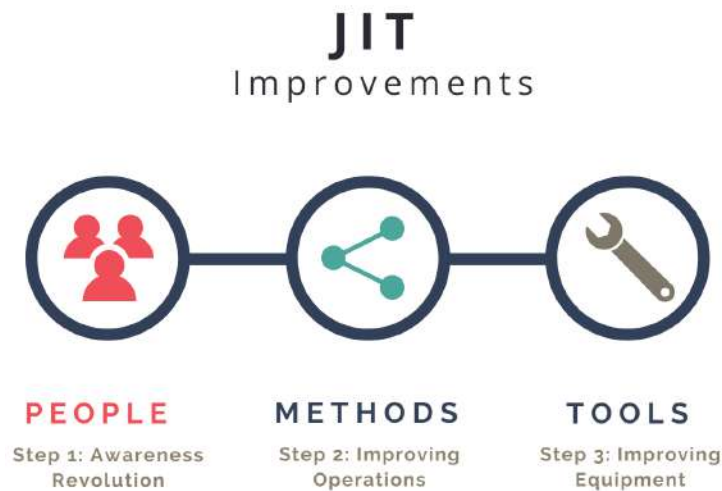 JIT
Improvements
PEOPLE
Step 1: Awareness
Revolution
METHODS
Step 2: Improving
Operations
TOOLS
Step 3: Improving
Equipment